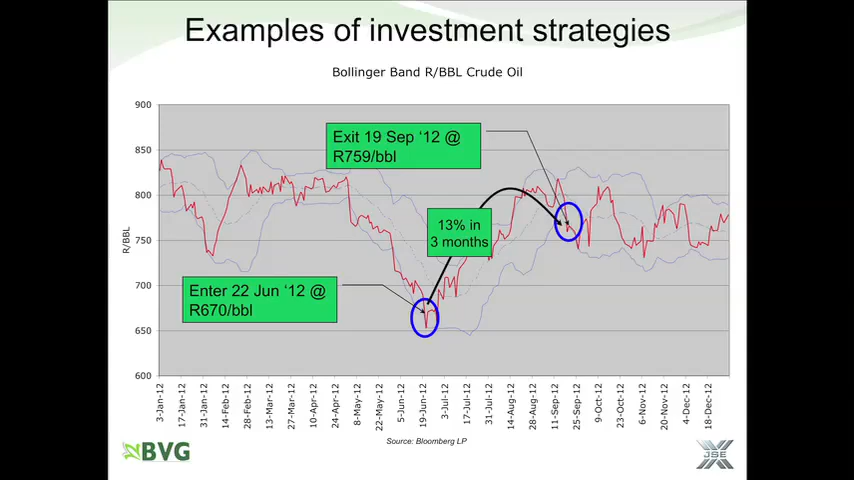 Examples of investment strategies
Bollinger Band R/BBL Crude Oil
900
850
800
750
700
650
600
R/BBL
Exit 19 Sep ‘12 @
R759/bbl
13% in
3 months
Enter 22 Jun ‘12 @
R670/bbl
3-Jan-12
17-Jan-12
31-Jan-12
14-Feb-12
28-Feb-12
13-Mar-12
27-Mar-12
10-Apr-12
24-Apr-12
8-May-12
22-May-12
5-Jun-12
19-Jun-12
3-Jul-12
17-Jul-12
31-Jul-12
14-Aug-12
28-Aug-12
11-Sep-12
25-Sep-12
9-Oct-12
23-Oct-12
6-Nov-12
20-Nov-12
4-Dec-12
18-Dec-12
Source: Bloomberg LP
BVG
JSE